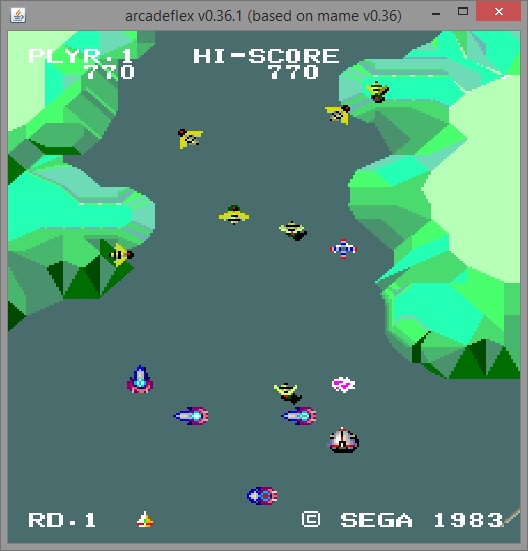 arcadeflex v0.36.1 (based on mame v0.36)
PLYR.1 HI-SCORE
770 770
RD.1 © SEGA 1983